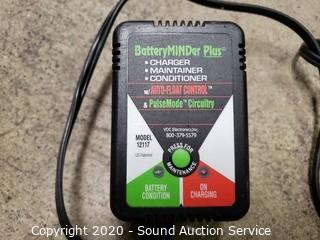 BatteryMINDer Plus®
• CHARGER
• MAINTAINER
• CONDITIONER
w/ AUTO-FLOAT CONTROL™
& PulseMode™ Circuitry
VDC Electronics, Inc.
800-379-5579
MODEL
12117
PRESS FOR
MAINTENANCE
BATTERY
CONDITION
ON
CHARGING
Copyright 2020 - Sound Auction Service